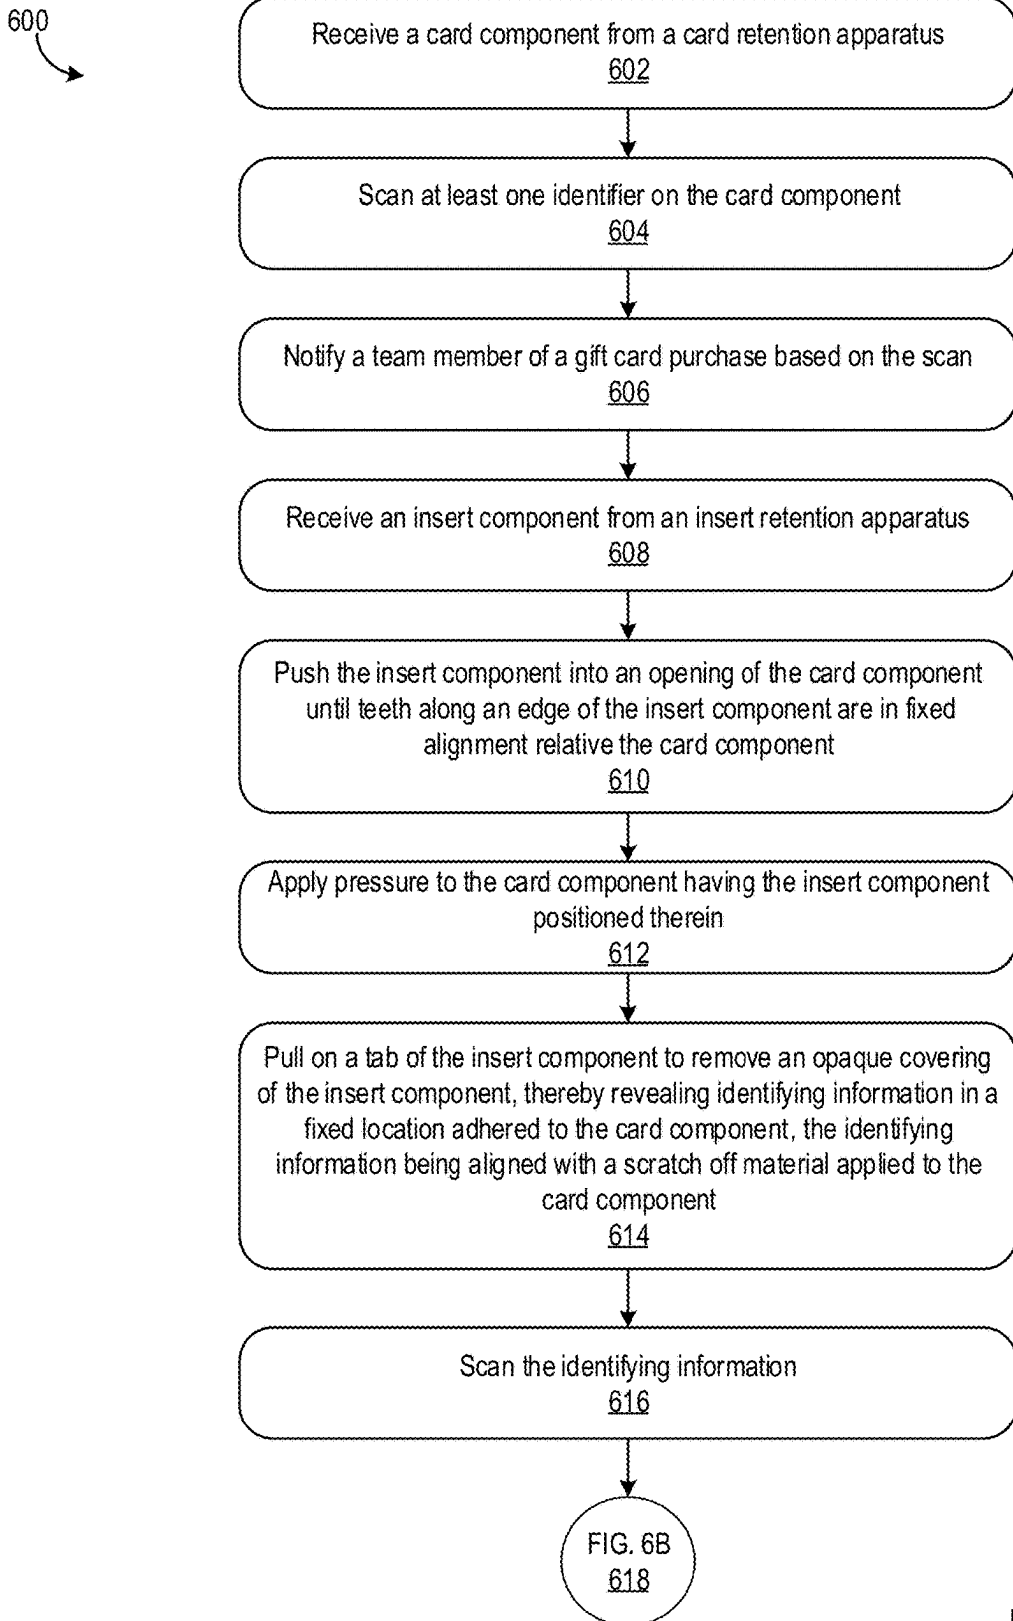 600
Receive a card component from a card retention apparatus
602
Scan at least one identifier on the card component
604
Notify a team member of a gift card purchase based on the scan
606
Receive an insert component from an insert retention apparatus
608
Push the insert component into an opening of the card component
until teeth along an edge of the insert component are in fixed
alignment relative the card component
610
Apply pressure to the card component having the insert component
positioned therein
612
Pull on a tab of the insert component to remove an opaque covering
of the insert component, thereby revealing identifying information in a
fixed location adhered to the card component, the identifying
information being aligned with a scratch off material applied to the
card component
614
Scan the identifying information
616
FIG. 6B
618